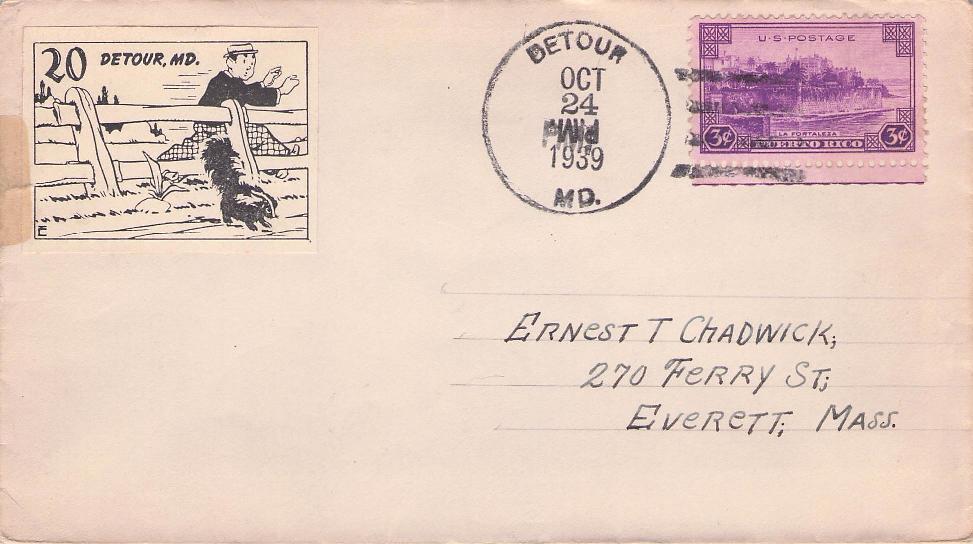 20 DETOUR, MD.
E
DETOUR
OCT
24
PM
1939
MD.
U·S·POSTAGE
LA FORTALEZA
3¢ PUERTO RICO 3¢
ERNEST T CHADWICK,
270 FERRY ST,
EVERETT, MASS.